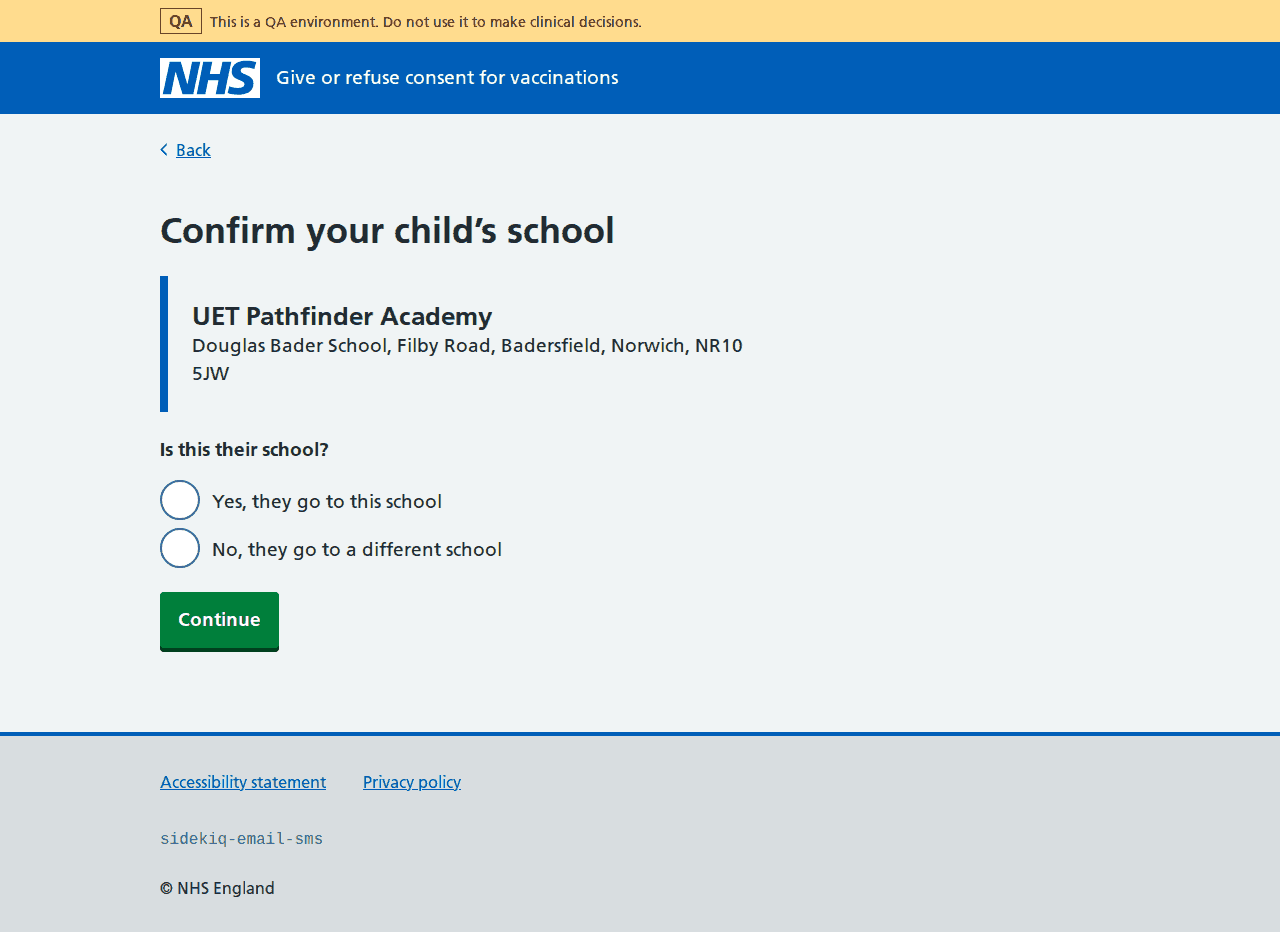 QA This is a QA environment. Do not use it to make clinical decisions.
NHS Give or refuse consent for vaccinations
Back
Confirm your child’s school
UET Pathfinder Academy
Douglas Bader School, Filby Road, Badersfield, Norwich, NR10
5JW
Is this their school?
Yes, they go to this school
No, they go to a different school
Continue
Accessibility statement Privacy policy
sidekiq-email-sms
© NHS England